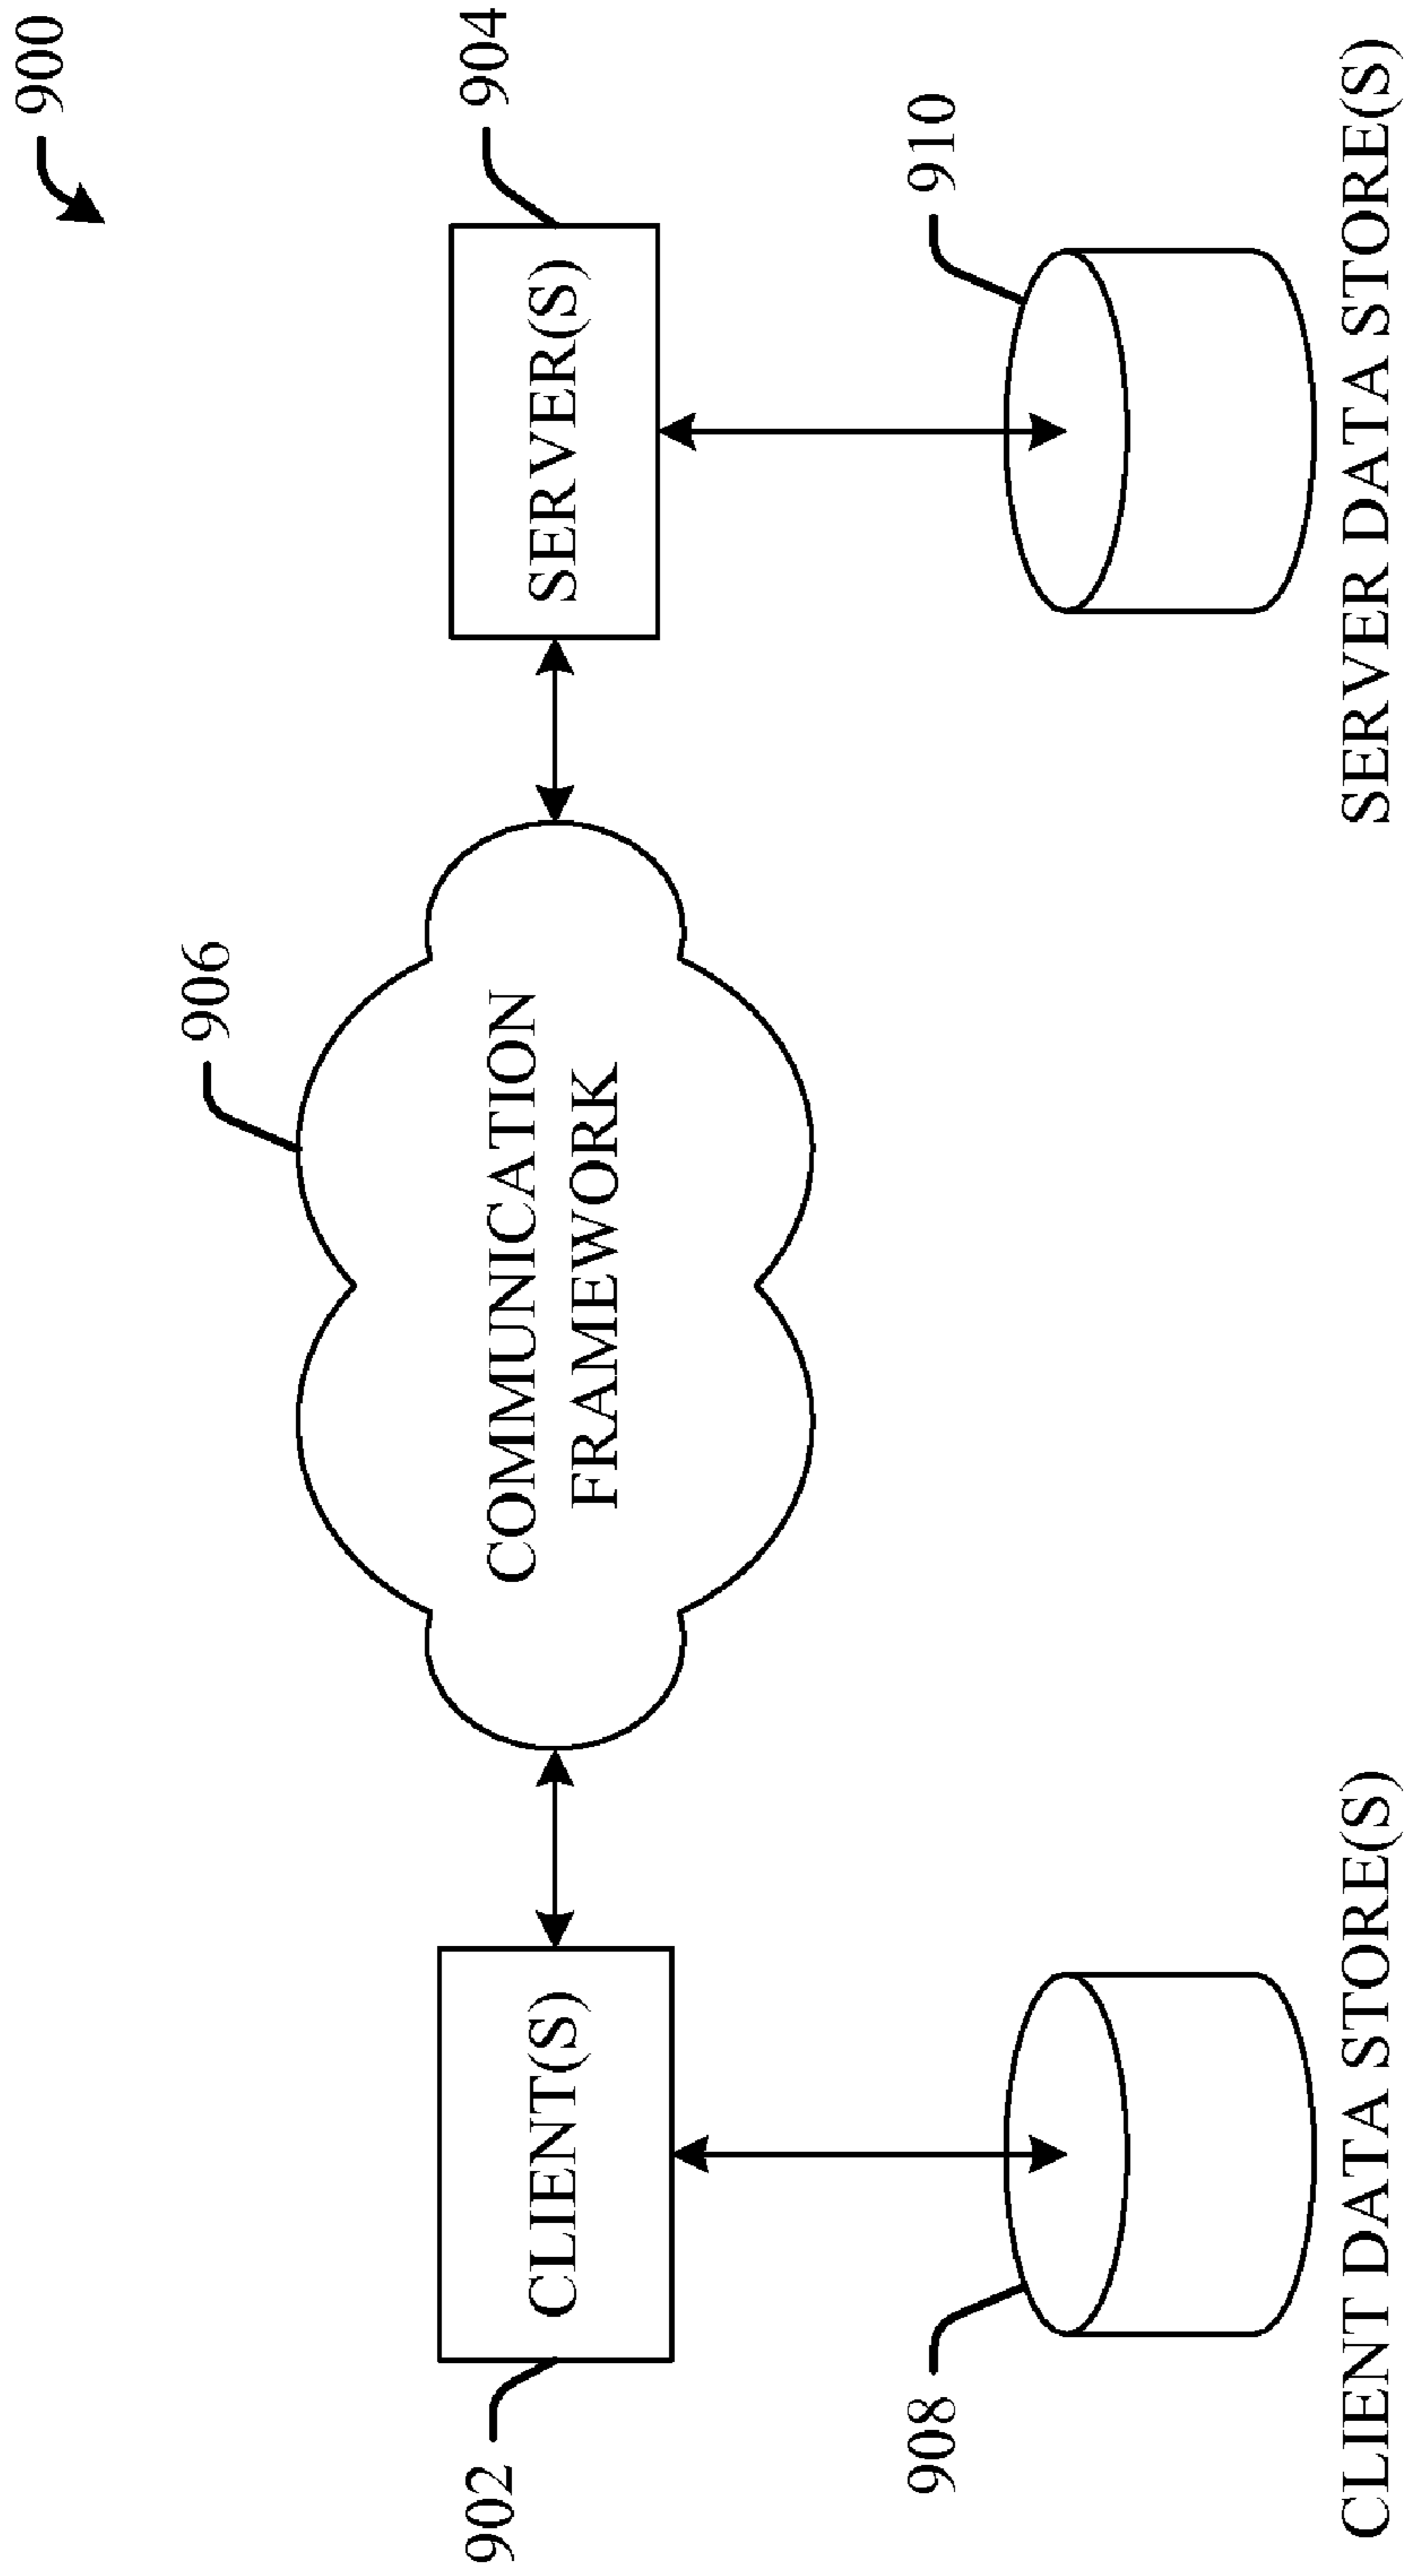 900
906
902
904
CLIENT(S)
COMMUNICATION
FRAMEWORK
SERVER(S)
908
910
CLIENT DATA STORE(S)
SERVER DATA STORE(S)